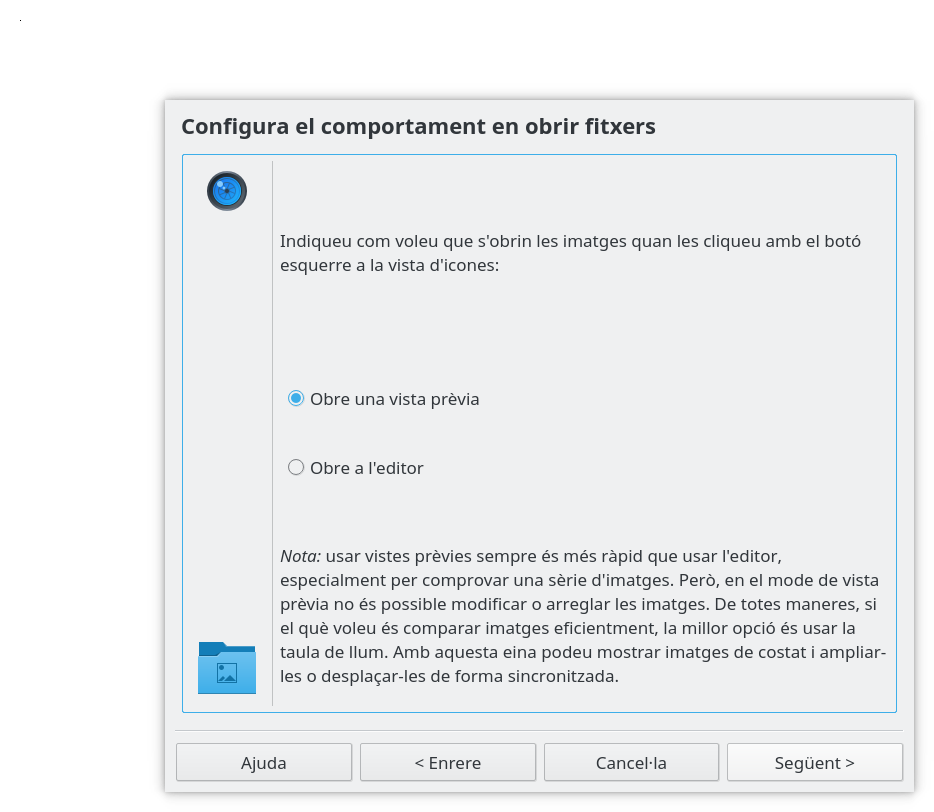 Configura el comportament en obrir fitxers
Indiqueu com voleu que s'obrin les imatges quan les cliqueu amb el botó
esquerre a la vista d'icones:
Obre una vista prèvia
Obre a l'editor
Nota: usar vistes prèvies sempre és més ràpid que usar l'editor,
especialment per comprovar una sèrie d'imatges. Però, en el mode de vista
prèvia no és possible modificar o arreglar les imatges. De totes maneres, si
el què voleu és comparar imatges eficientment, la millor opció és usar la
taula de llum. Amb aquesta eina podeu mostrar imatges de costat i ampliar-
les o desplaçar-les de forma sincronitzada.
Ajuda
< Enrere
Cancel·la
Següent >